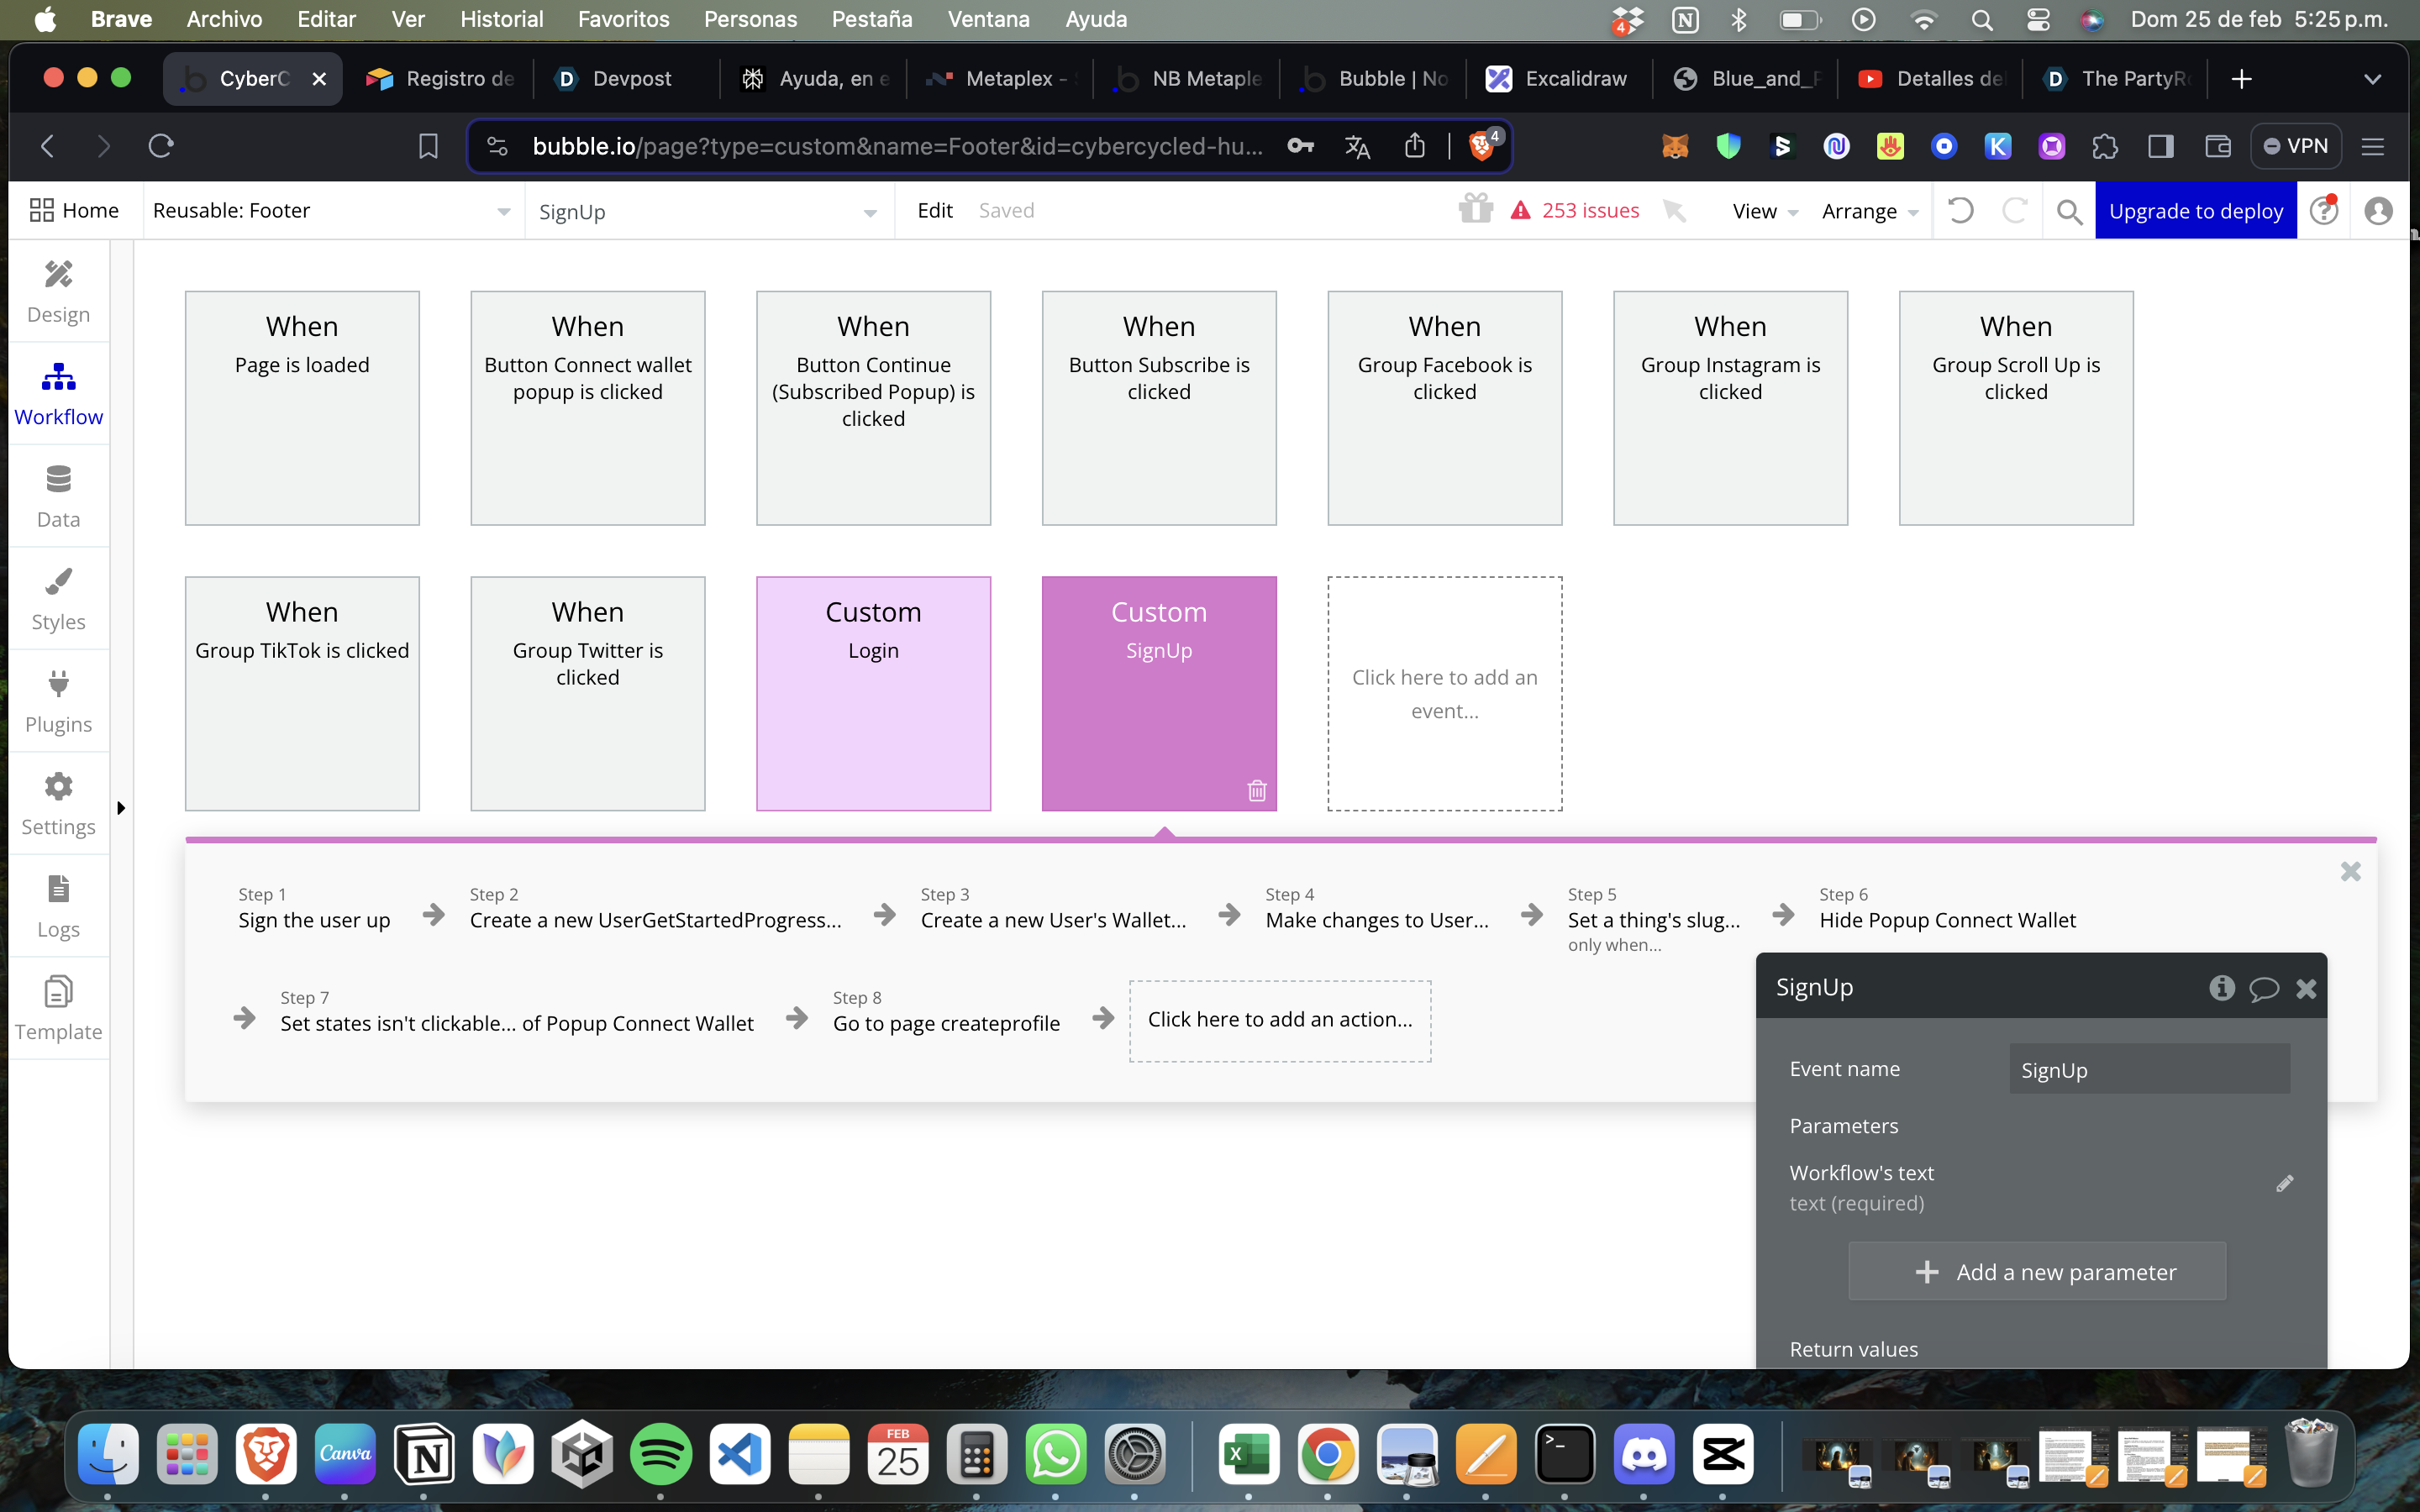 Brave Archivo Editar Ver Historial Favoritos Personas Pestaña Ventana Ayuda
4 Dom 25 de feb 5:25 p.m.
CyberC Registro de Devpost Ayuda, en e Metaplex - NB Metaple Bubble | No Excalidraw Blue_and_P Detalles del The PartyRo
bubble.io/page?type=custom&name=Footer&id=cybercycled-hu... 4 VPN
Home Reusable: Footer SignUp Edit Saved 253 issues View Arrange Upgrade to deploy
Design
Workflow
Data
Styles
Plugins
Settings
Logs
Template
When
Page is loaded
When
Button Connect wallet
popup is clicked
When
Button Continue
(Subscribed Popup) is
clicked
When
Button Subscribe is
clicked
When
Group Facebook is
clicked
When
Group Instagram is
clicked
When
Group Scroll Up is
clicked
When
Group TikTok is clicked
When
Group Twitter is
clicked
Custom
Login
Custom
SignUp
Click here to add an
event...
Step 1
Sign the user up
Step 2
Create a new UserGetStartedProgress...
Step 3
Create a new User's Wallet...
Step 4
Make changes to User...
Step 5
Set a thing's slug...
only when...
Step 6
Hide Popup Connect Wallet
Step 7
Set states isn't clickable... of Popup Connect Wallet
Step 8
Go to page createprofile
Click here to add an action...
SignUp
Event name SignUp
Parameters
Workflow's text
text (required)
Add a new parameter
Return values
Canva
FEB
25